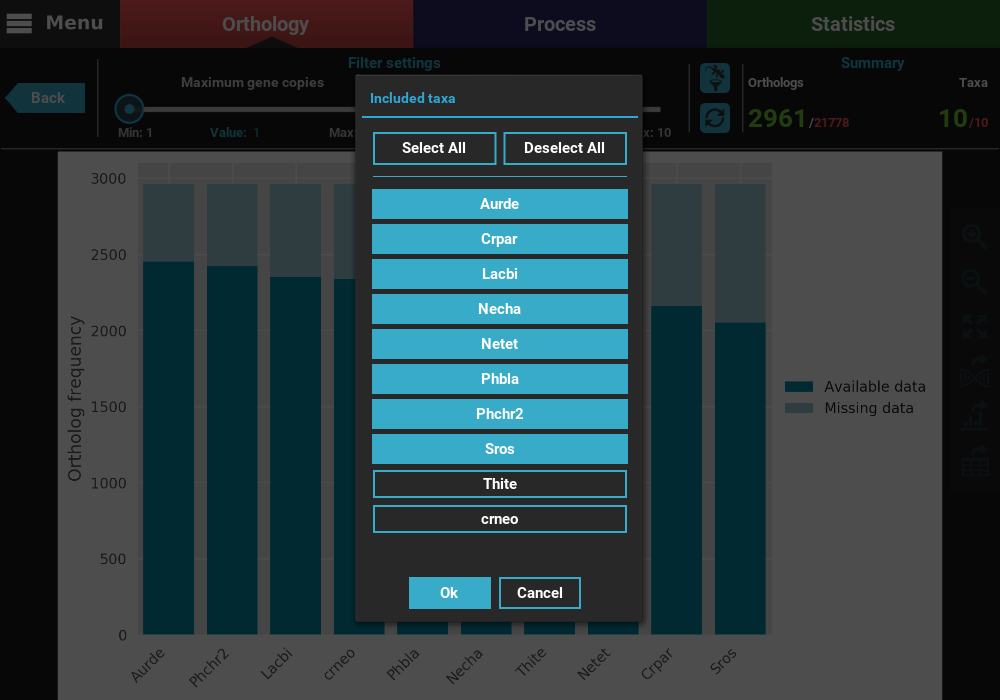 Menu
Orthology
Process
Statistics
Filter settings
Summary
Maximum gene copies
Orthologs
Taxa
Back
2961/21778
10/10
Min: 1
Value: 1
Max:
x: 10
Included taxa
Select All
Deselect All
Aurde
Crpar
Lacbi
Necha
Netet
Phbla
Phchr2
Sros
Thite
crneo
Ok
Cancel
Ortholog frequency
3000
2500
2000
1500
1000
500
0
Available data
Missing data
Aurde
Phchr2
Lacbi
crneo
Phbla
Necha
Thite
Netet
Crpar
Sros